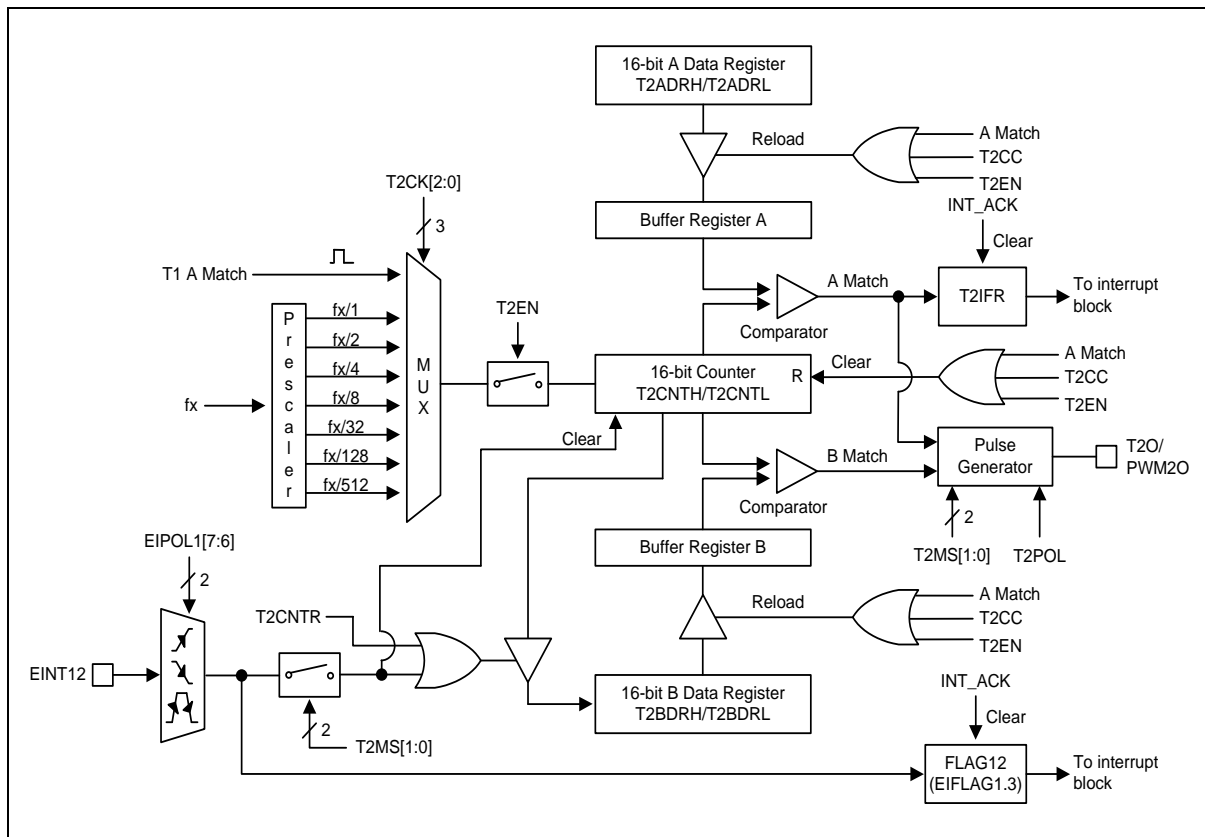 16-bit A Data Register
T2ADRH/T2ADRL
Reload
A Match
T2CC
T2EN
T2CK[2:0]
3
Buffer Register A
INT_ACK
Clear
T1 A Match
A Match
T2IFR
To interrupt
block
Comparator
Prescaler
fx/1
fx/2
fx/4
fx/8
fx/32
fx/128
fx/512
fx
MUX
T2EN
16-bit Counter
T2CNTH/T2CNTL
R
Clear
A Match
T2CC
T2EN
Clear
B Match
Comparator
Pulse
Generator
T2O/
PWM2O
2
T2MS[1:0]
T2POL
Buffer Register B
EIPOL1[7:6]
2
Reload
A Match
T2CC
T2EN
T2CNTR
EINT12
2
T2MS[1:0]
16-bit B Data Register
T2BDRH/T2BDRL
INT_ACK
Clear
FLAG12
(EIFLAG1.3)
To interrupt
block